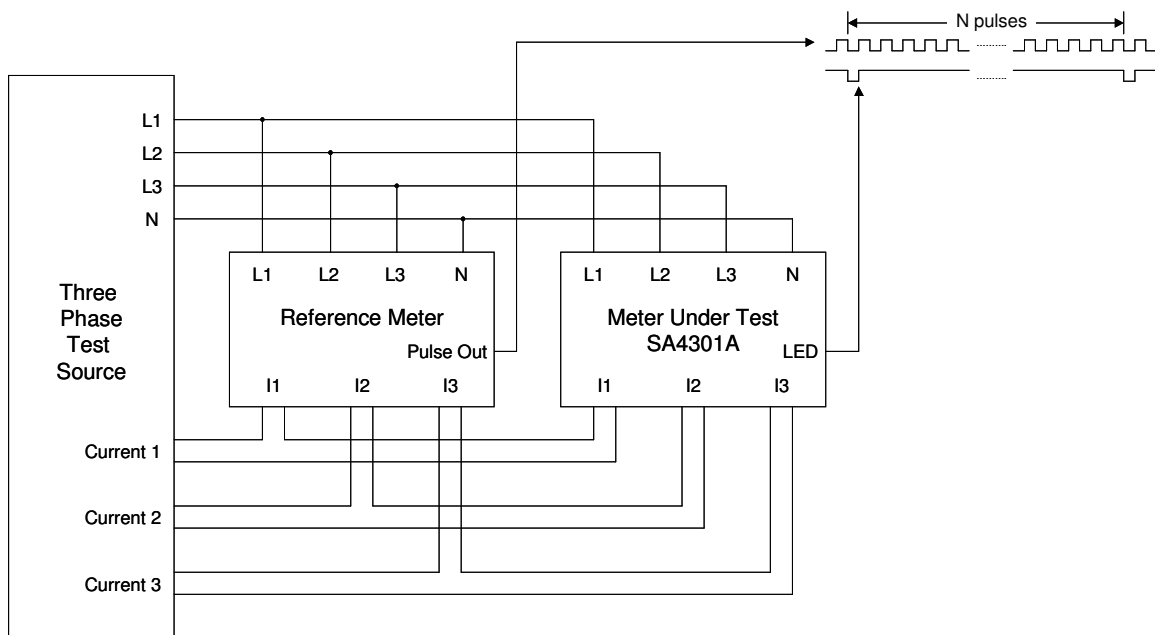 N pulses
L1
L2
L3
N
L1 L2 L3 N
Reference Meter
Pulse Out
I1 I2 I3
L1 L2 L3 N
Meter Under Test
SA4301A
LED
I1 I2 I3
Three
Phase
Test
Source
Current 1
Current 2
Current 3